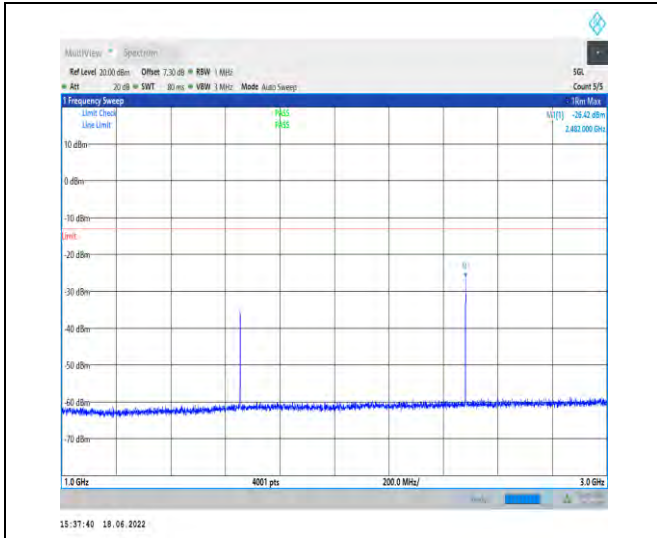 MultiView Spectrum
Ref Level 20.00 dBm Offset 7.30 dB RBW 1 MHz SGL
Att 20 dB SWT 80 ms VBW 3 MHz Mode Auto Sweep Count 5/5
1 Frequency Sweep 1Rm Max
Limit Check PASS M1[1] -26.42 dBm
Line Limit PASS 2.482.000 GHz
10 dBm
0 dBm
-10 dBm
Limit
-20 dBm
-30 dBm
-40 dBm
-50 dBm
-60 dBm
-70 dBm
1.0 GHz 4001 pts 200.0 MHz/ 3.0 GHz
15:37:40 18.06.2022